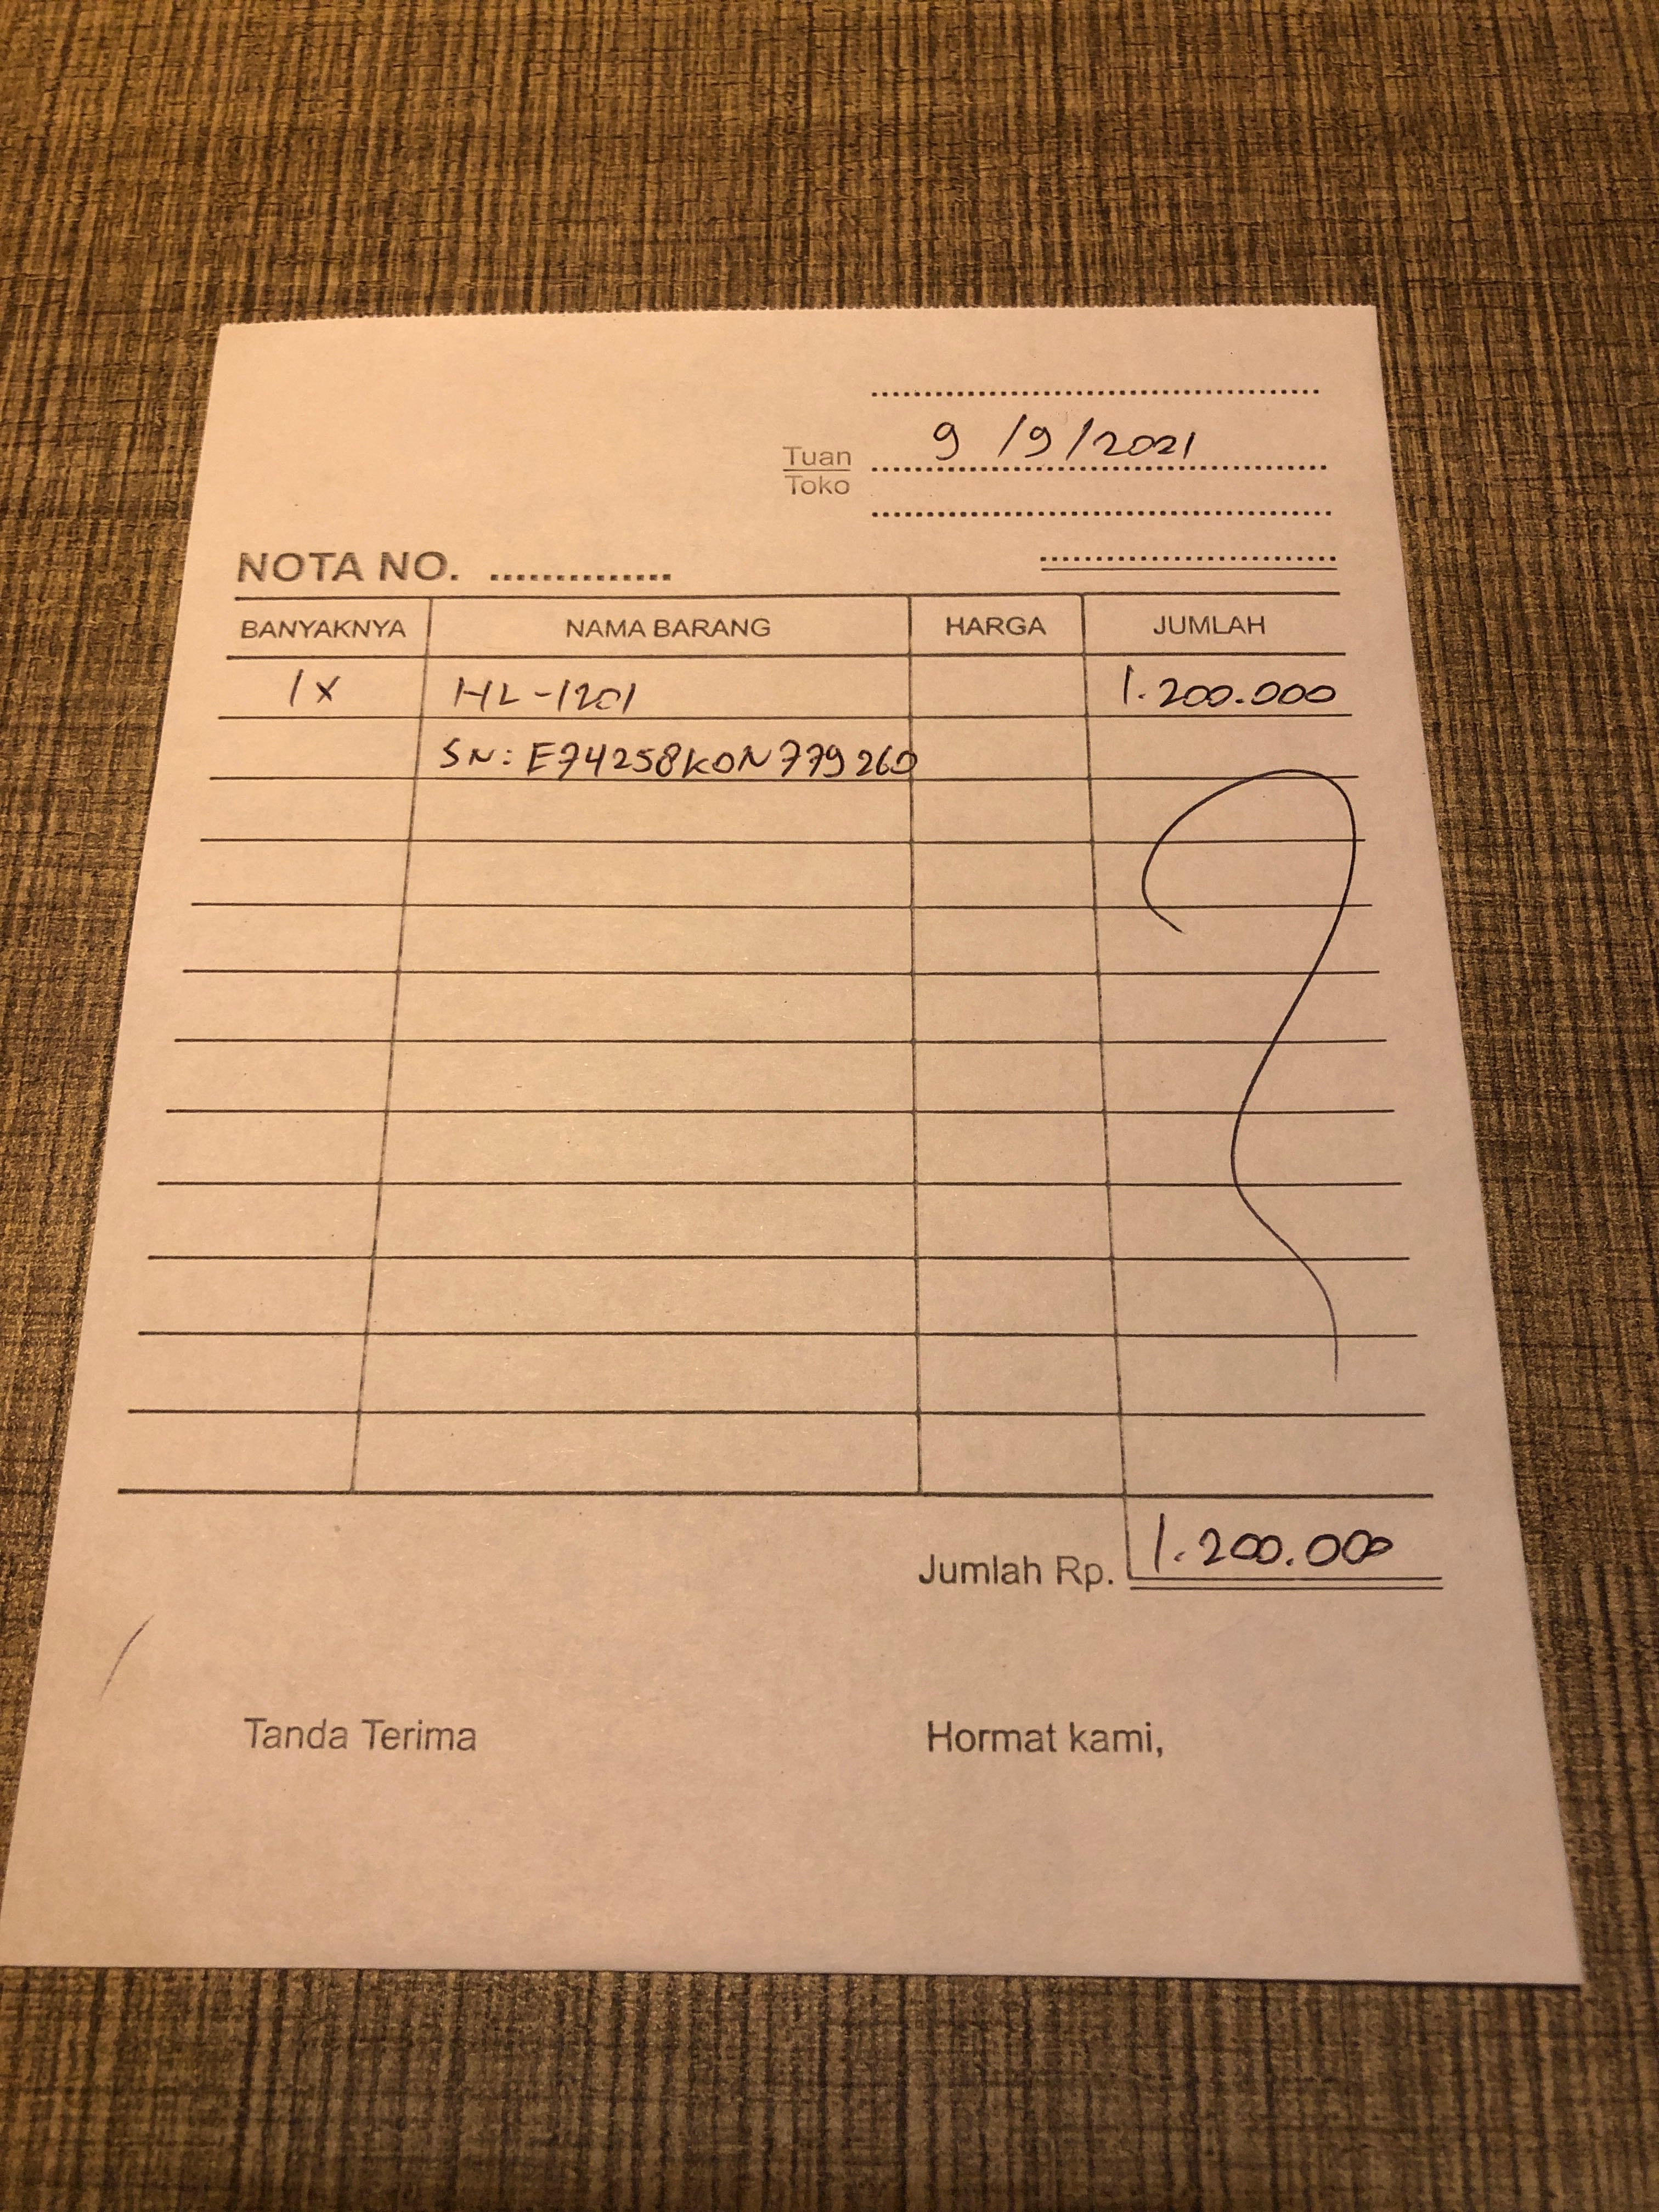 9/9/2021
Tuan
Toko
NOTA NO. ..............
BANYAKNYA NAMA BARANG HARGA JUMLAH
1x HL-1201 1.200.000
SN: E74258K0N779260
Jumlah Rp. 1.200.000
Tanda Terima Hormat kami,